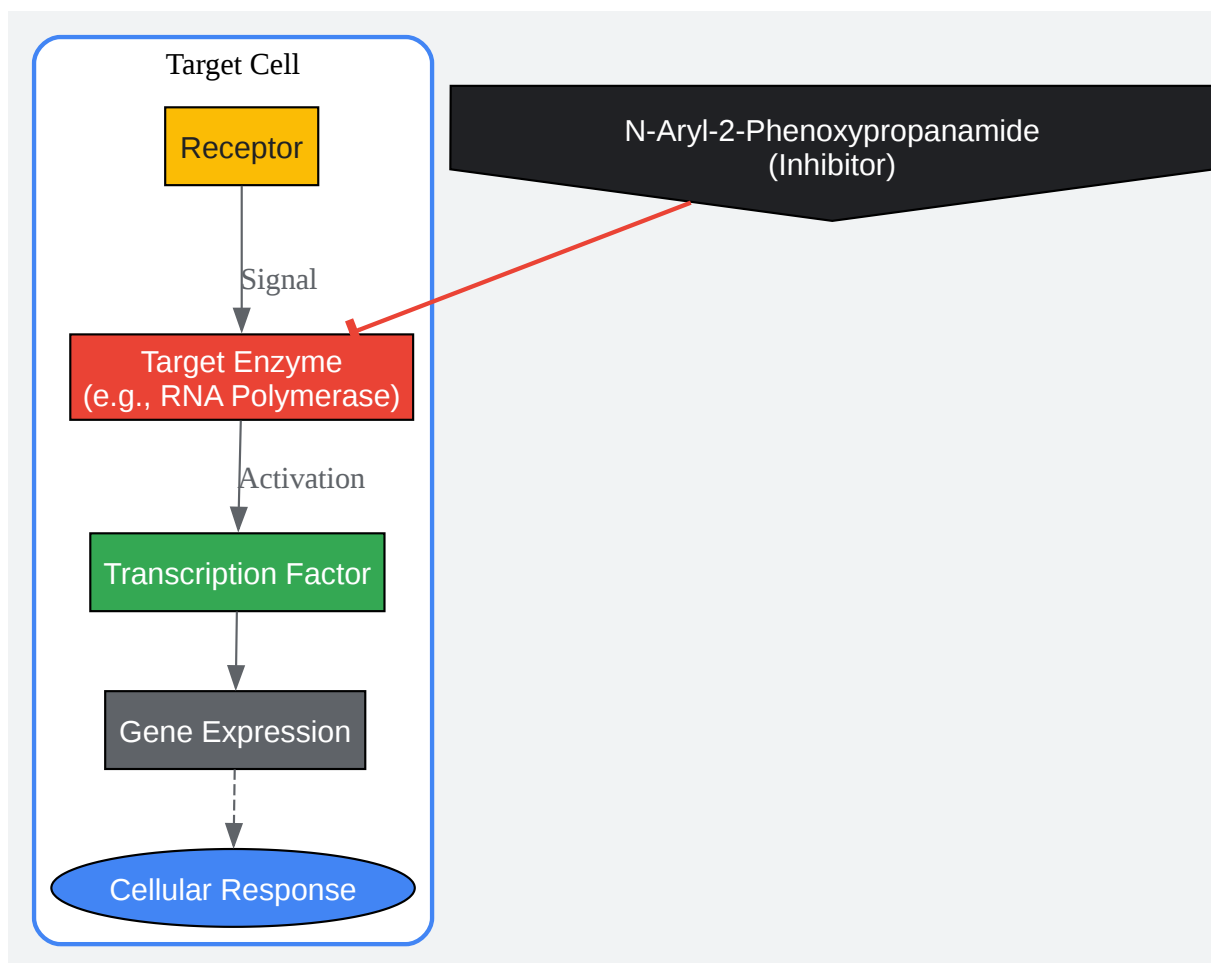 Target Cell
Receptor
N-Aryl-2-Phenoxypropanamide
(Inhibitor)
Signal
Target Enzyme
(e.g., RNA Polymerase)
Activation
Transcription Factor
Gene Expression
Cellular Response